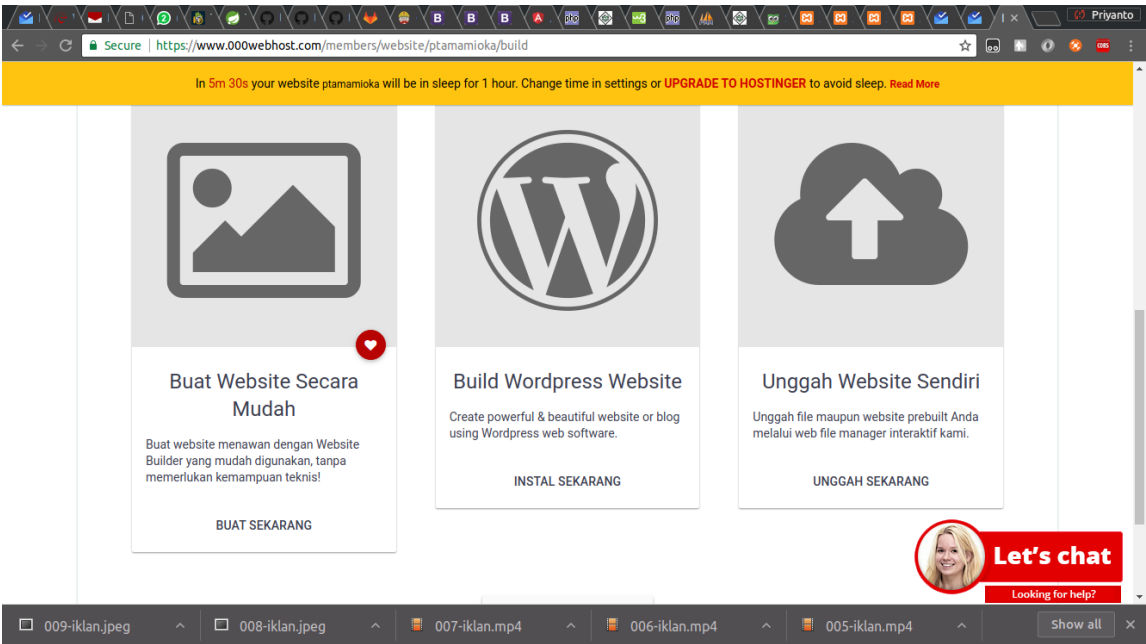 Priyanto
Secure
https://www.000webhost.com/members/website/ptamamioka/build
In 5m 30s your website ptamamioka will be in sleep for 1 hour. Change time in settings or UPGRADE TO HOSTINGER to avoid sleep. Read More
Buat Website Secara
Mudah
Buat website menawan dengan Website
Builder yang mudah digunakan, tanpa
memerlukan kemampuan teknis!
BUAT SEKARANG
Build Wordpress Website
Create powerful & beautiful website or blog
using Wordpress web software.
INSTAL SEKARANG
Unggah Website Sendiri
Unggah file maupun website prebuilt Anda
melalui web file manager interaktif kami.
UNGGAH SEKARANG
Let's chat
Looking for help?
009-iklan.jpeg
008-iklan.jpeg
007-iklan.mp4
006-iklan.mp4
005-iklan.mp4
Show all